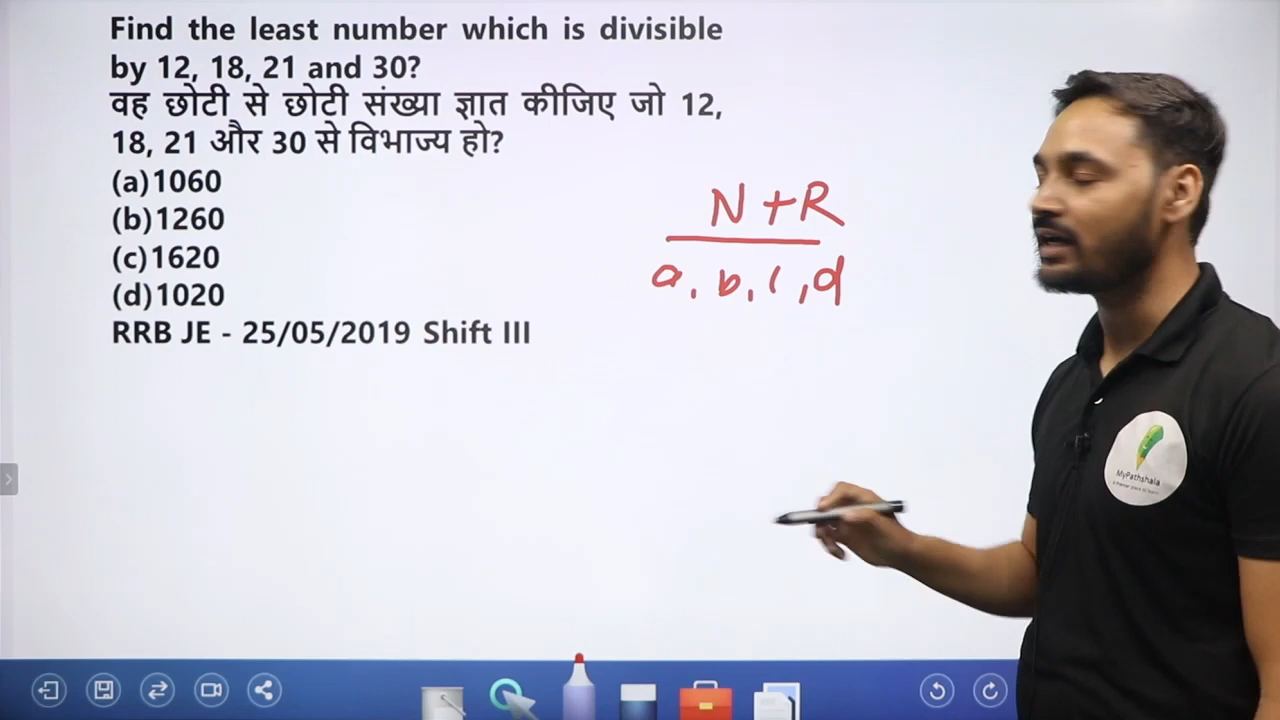 Find the least number which is divisible
by 12, 18, 21 and 30?
वह छोटी से छोटी संख्या ज्ञात कीजिए जो 12,
18, 21 और 30 से विभाज्य हो?
(a)1060
(b)1260
(c)1620
(d)1020
RRB JE - 25/05/2019 Shift III
N + R
a, b, c, d
MyPathshala